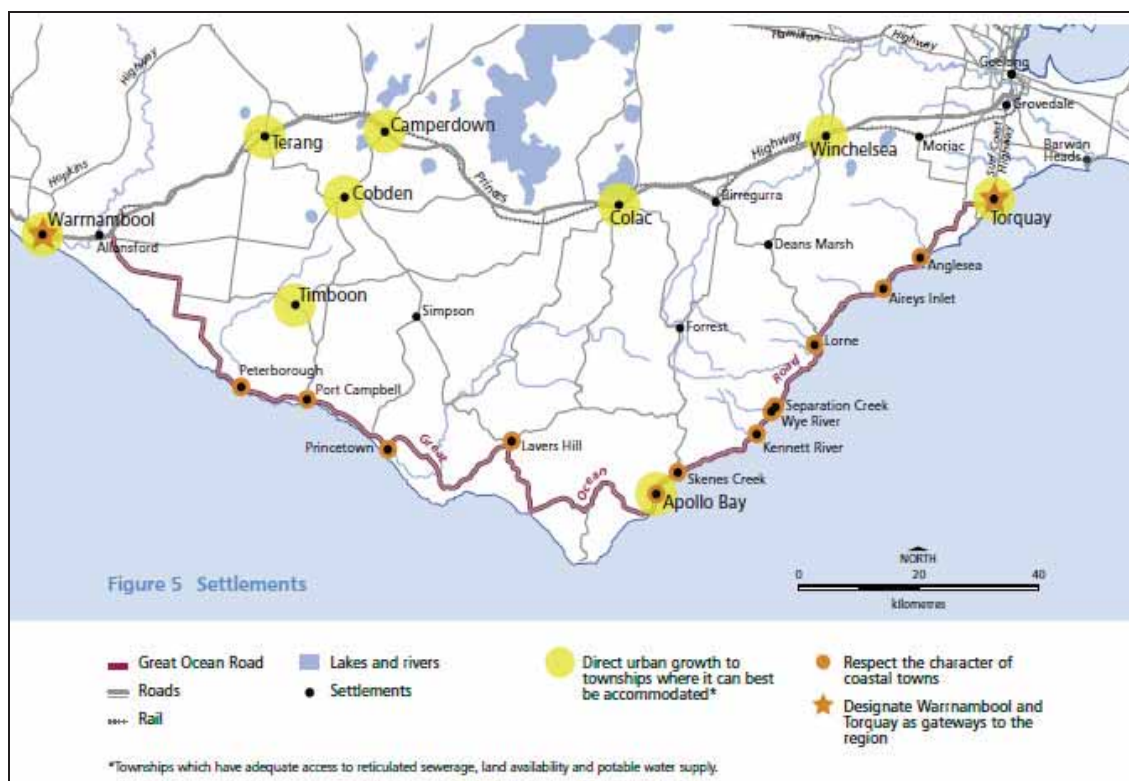 Hamilton
Highway
Highway
Geelong
Grovedale
Camperdown
Terang
Winchelsea
Moriac
Surf Coast
Highway
Barwon
Heads
Hopkins
Highway
Princes
Cobden
Colac
Birregurra
Torquay
Warrnambool
Allansford
Deans Marsh
Anglesea
Timboon
Simpson
Aireys Inlet
Forrest
Lorne
Peterborough
Port Campbell
Road
Separation Creek
Wye River
Kennett River
Princetown
Great
Lavers Hill
Ocean
Skenes Creek
Apollo Bay
NORTH
Figure 5 Settlements
0 20 40
kilometres
Great Ocean Road
Roads
Rail
Lakes and rivers
Settlements
Direct urban growth to
townships where it can best
be accommodated*
Respect the character of
coastal towns
Designate Warrnambool and
Torquay as gateways to the
region
*Townships which have adequate access to reticulated sewerage, land availability and potable water supply.